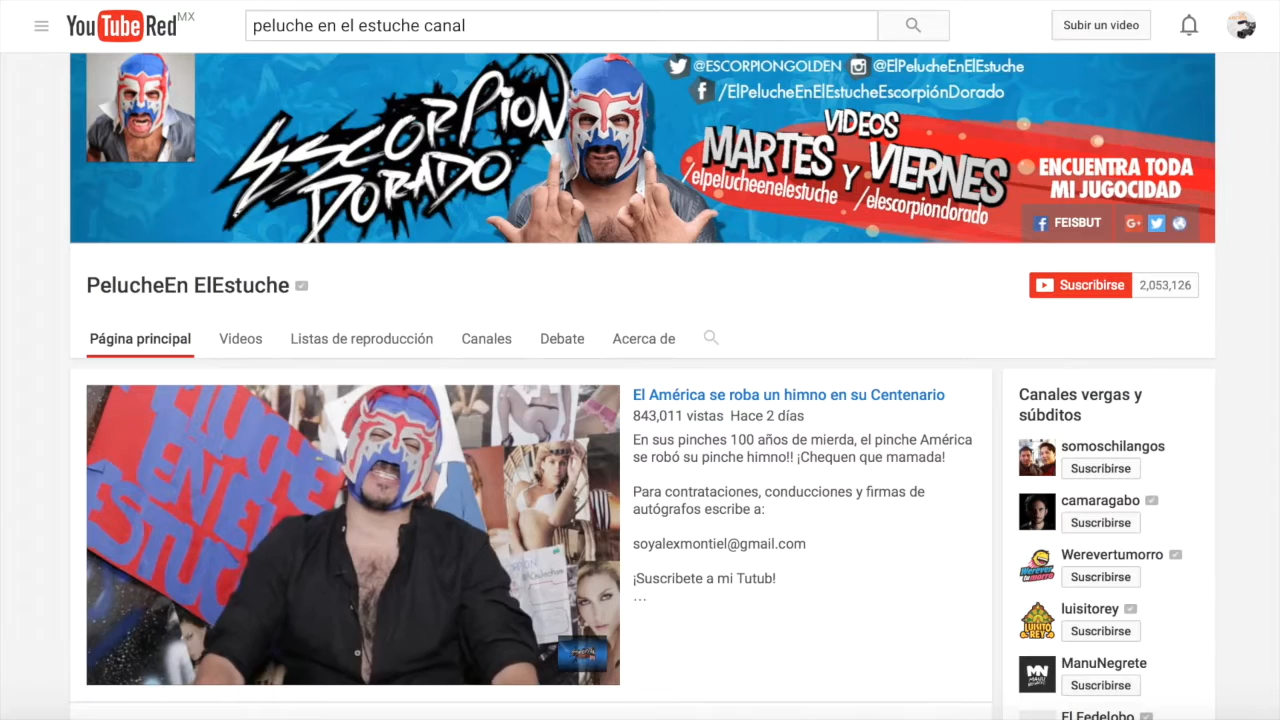 YouTube Red MX
peluche en el estuche canal
Subir un video
@ESCORPIONGOLDEN @ElPelucheEnElEstuche
/ElPelucheEnElEstucheEscorpiónDorado
ESCORPION
DORADO
VIDEOS
MARTES Y VIERNES
/elpelucheenelestuche /elescorpiondorado
ENCUENTRA TODA
MI JUGOCIDAD
FEISBUT
G+
PelucheEn ElEstuche
Suscribirse 2,053,126
Página principal Videos Listas de reproducción Canales Debate Acerca de
El América se roba un himno en su Centenario
843,011 vistas Hace 2 días
En sus pinches 100 años de mierda, el pinche América
se robó su pinche himno!! ¡Chequen que mamada!
Para contrataciones, conducciones y firmas de
autógrafos escribe a:
soyalexmontiel@gmail.com
¡Suscribete a mi Tutub!
...
Canales vergas y
súbditos
somoschilangos
Suscribirse
camaragabo
Suscribirse
Werevertumorro
Suscribirse
luisitorey
Suscribirse
ManuNegrete
Suscribirse
El Fedelobo